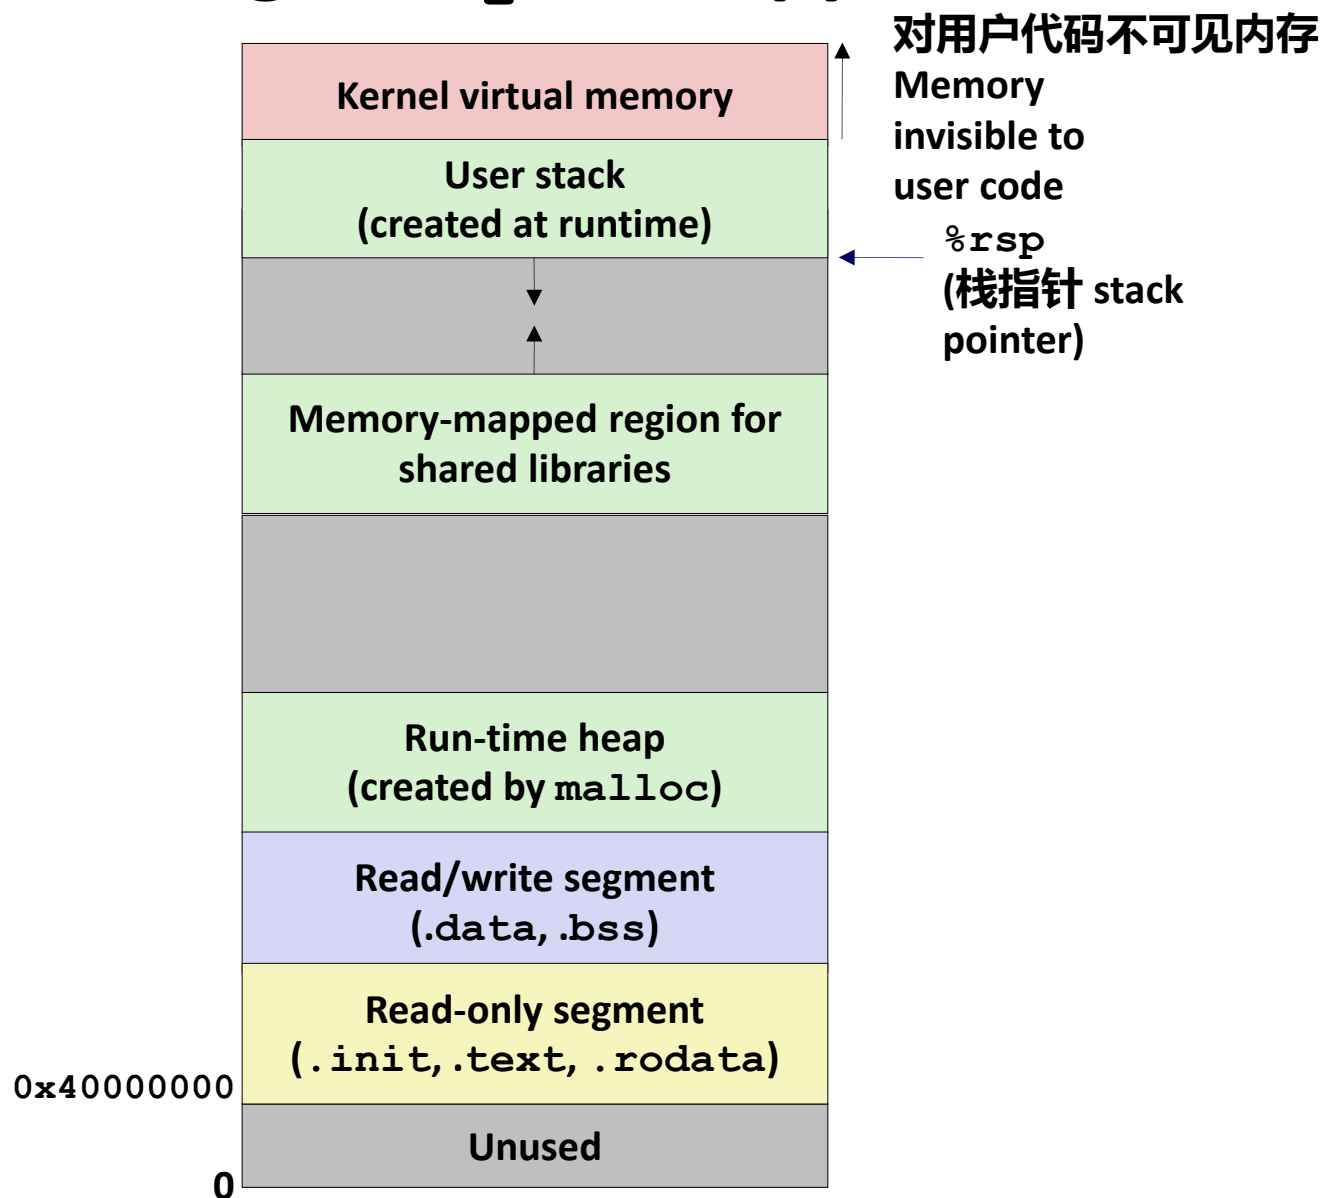 对用户代码不可见内存
Memory
invisible to
user code
Kernel virtual memory
User stack
(created at runtime)
%rsp
(栈指针 stack
pointer)
Memory-mapped region for
shared libraries
Run-time heap
(created by malloc)
Read/write segment
(.data, .bss)
Read-only segment
(.init, .text, .rodata)
0x40000000
Unused
0